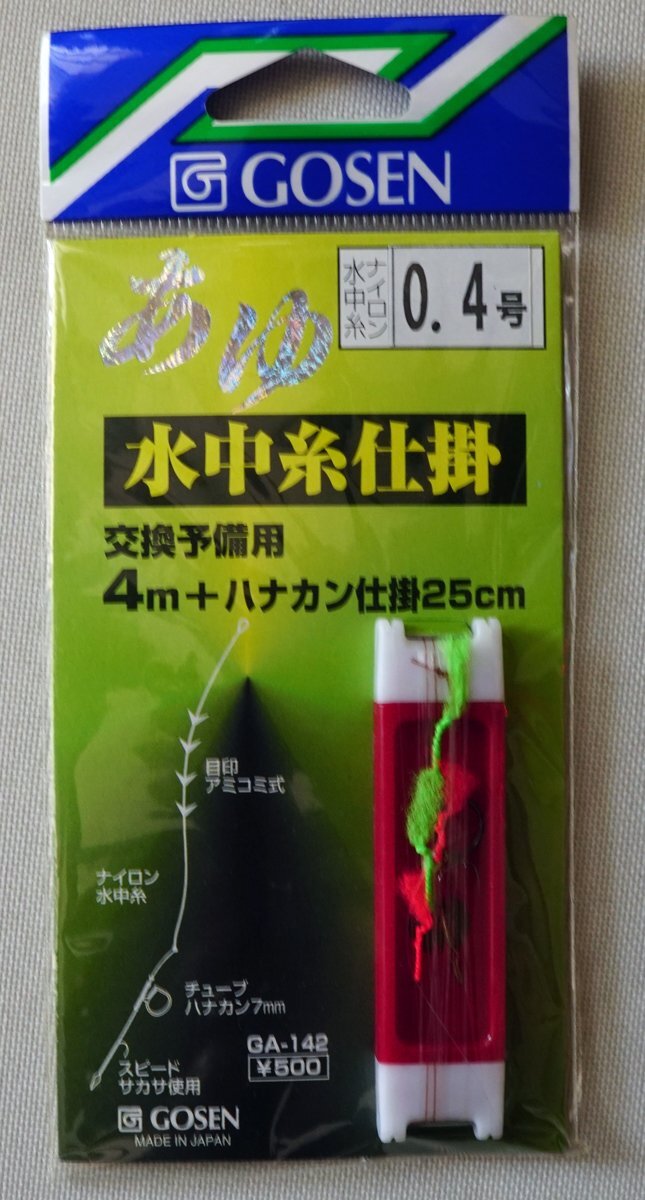 GOSEN
あゆ
ナイロン
水中糸
0.4号
水中糸仕掛
交換予備用
4m＋ハナカン仕掛25cm
目印
アミコミ式
ナイロン
水中糸
チューブ
ハナカン7mm
スピード
サカサ使用
GA-142
¥500
GOSEN
MADE IN JAPAN